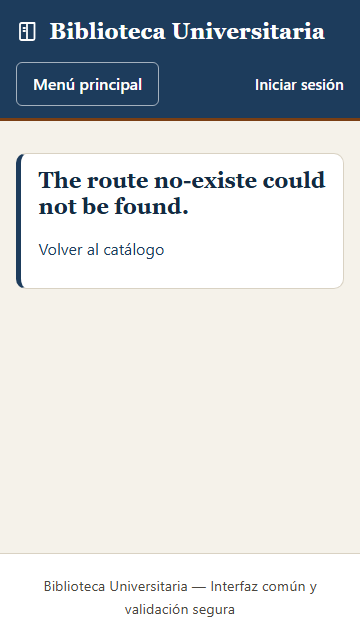 Biblioteca Universitaria
Menú principal
Iniciar sesión
The route no-existe could
not be found.
Volver al catálogo
Biblioteca Universitaria — Interfaz común y
validación segura